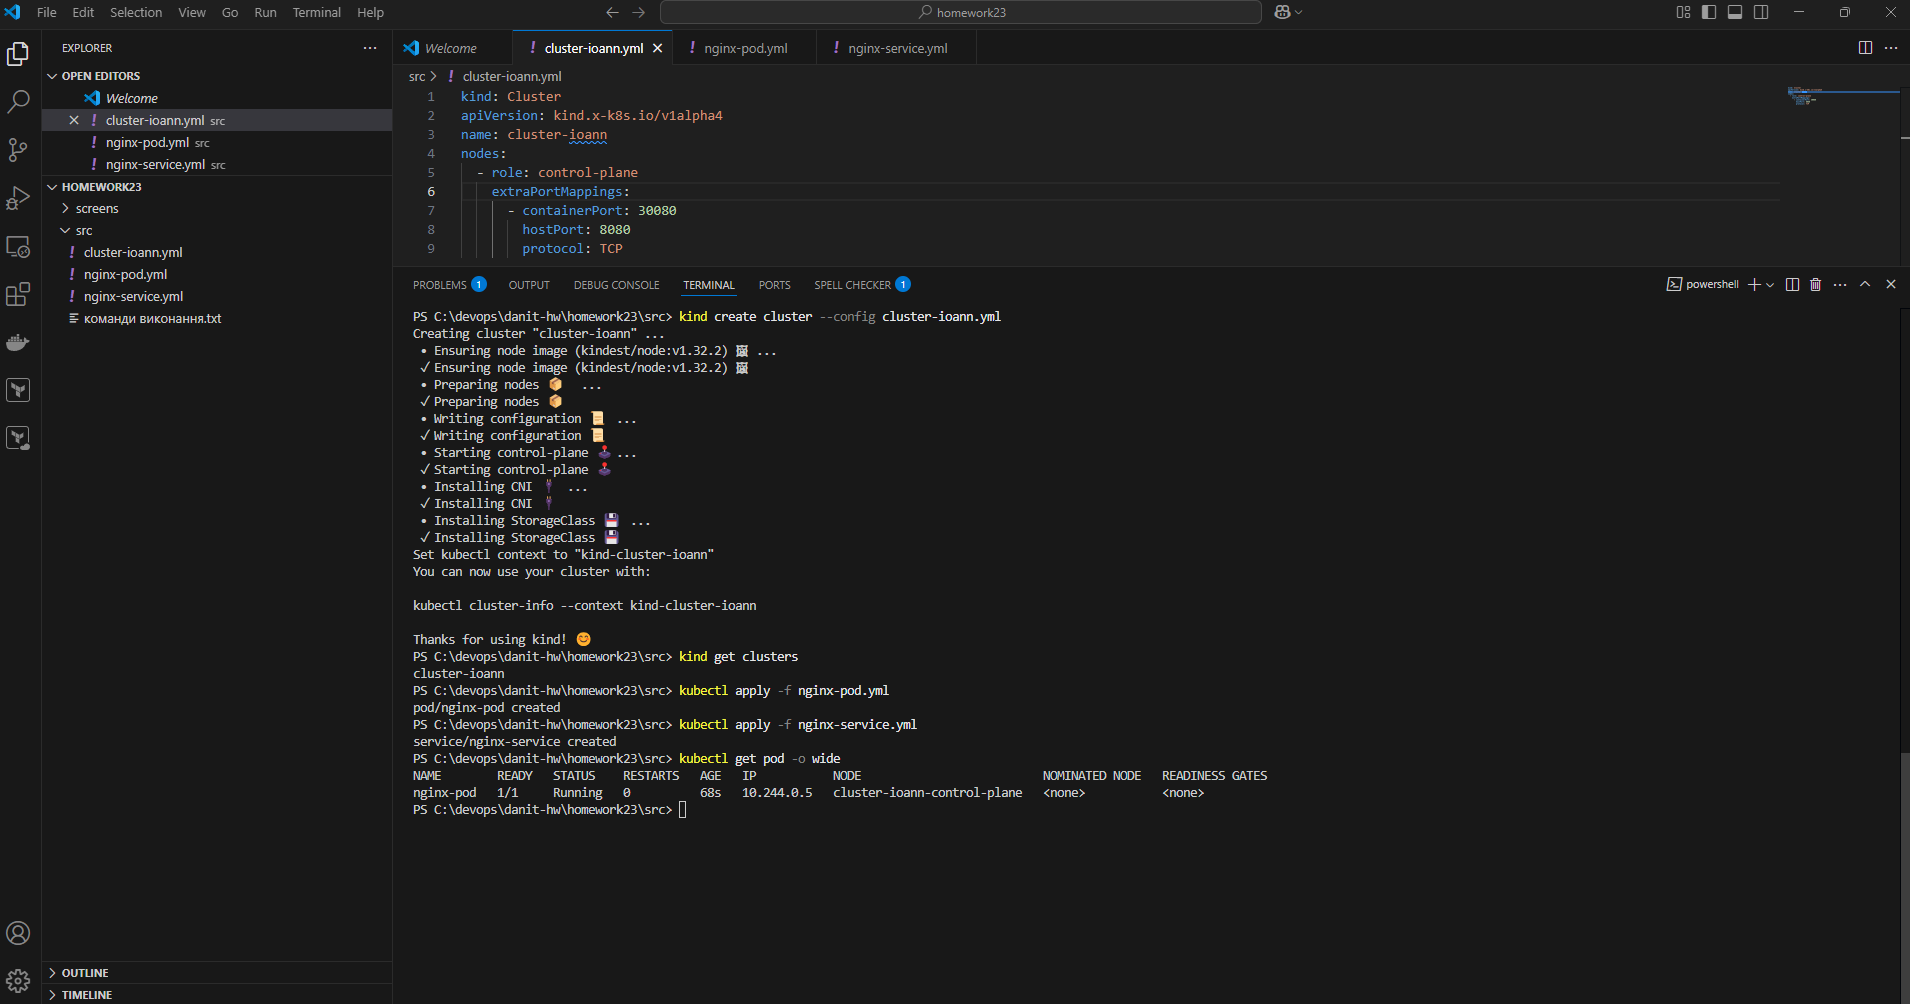 File Edit Selection View Go Run Terminal Help
homework23
EXPLORER
OPEN EDITORS
Welcome
cluster-ioann.yml src
nginx-pod.yml src
nginx-service.yml src
HOMEWORK23
screens
src
cluster-ioann.yml
nginx-pod.yml
nginx-service.yml
команди виконання.txt
OUTLINE
TIMELINE
Welcome
cluster-ioann.yml
nginx-pod.yml
nginx-service.yml
src > ! cluster-ioann.yml
1 kind: Cluster
2 apiVersion: kind.x-k8s.io/v1alpha4
3 name: cluster-ioann
4 nodes:
5 - role: control-plane
6 extraPortMappings:
7 - containerPort: 30080
8 hostPort: 8080
9 protocol: TCP
PROBLEMS 1 OUTPUT DEBUG CONSOLE TERMINAL PORTS SPELL CHECKER 1
powershell
PS C:\devops\danit-hw\homework23\src> kind create cluster --config cluster-ioann.yml
Creating cluster "cluster-ioann" ...
• Ensuring node image (kindest/node:v1.32.2) 🖼 ...
✓ Ensuring node image (kindest/node:v1.32.2) 🖼
• Preparing nodes 📦 ...
✓ Preparing nodes 📦
• Writing configuration 📜 ...
✓ Writing configuration 📜
• Starting control-plane 🕹 ...
✓ Starting control-plane 🕹
• Installing CNI 🔌 ...
✓ Installing CNI 🔌
• Installing StorageClass 💾 ...
✓ Installing StorageClass 💾
Set kubectl context to "kind-cluster-ioann"
You can now use your cluster with:
kubectl cluster-info --context kind-cluster-ioann
Thanks for using kind! 😊
PS C:\devops\danit-hw\homework23\src> kind get clusters
cluster-ioann
PS C:\devops\danit-hw\homework23\src> kubectl apply -f nginx-pod.yml
pod/nginx-pod created
PS C:\devops\danit-hw\homework23\src> kubectl apply -f nginx-service.yml
service/nginx-service created
PS C:\devops\danit-hw\homework23\src> kubectl get pod -o wide
NAME READY STATUS RESTARTS AGE IP NODE NOMINATED NODE READINESS GATES
nginx-pod 1/1 Running 0 68s 10.244.0.5 cluster-ioann-control-plane <none> <none>
PS C:\devops\danit-hw\homework23\src>